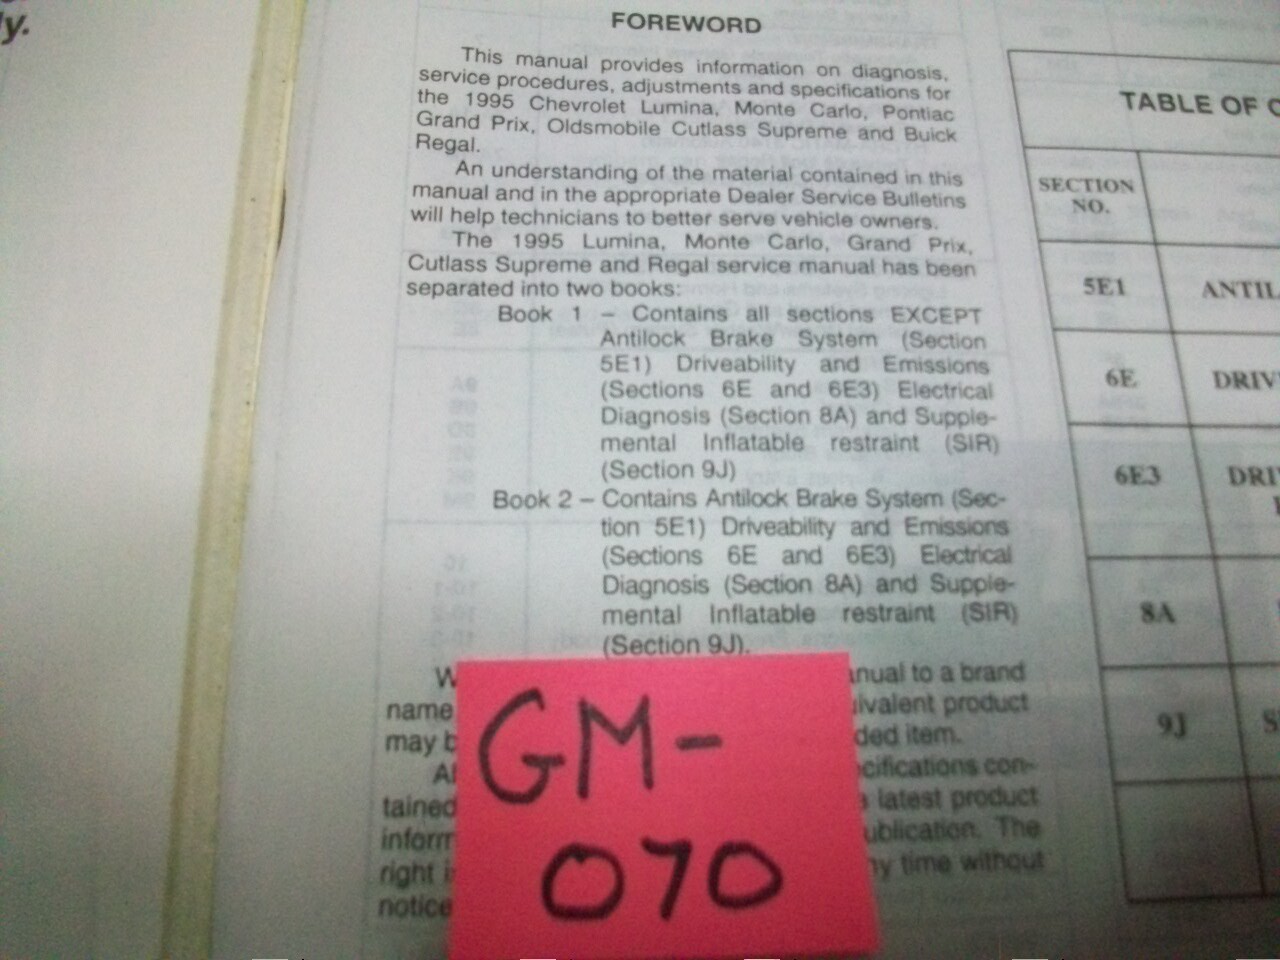 y.
FOREWORD
This manual provides information on diagnosis,
service procedures, adjustments and specifications for
the 1995 Chevrolet Lumina, Monte Carlo, Pontiac
Grand Prix, Oldsmobile Cutlass Supreme and Buick
Regal.
An understanding of the material contained in this
manual and in the appropriate Dealer Service Bulletins
will help technicians to better serve vehicle owners.
The 1995 Lumina, Monte Carlo, Grand Prix,
Cutlass Supreme and Regal service manual has been
separated into two books:
Book 1 – Contains all sections EXCEPT
Antilock Brake System (Section
5E1) Driveability and Emissions
(Sections 6E and 6E3) Electrical
Diagnosis (Section 8A) and Supple-
mental Inflatable restraint (SIR)
(Section 9J)
Book 2 – Contains Antilock Brake System (Sec-
tion 5E1) Driveability and Emissions
(Sections 6E and 6E3) Electrical
Diagnosis (Section 8A) and Supple-
mental Inflatable restraint (SIR)
(Section 9J).
W anual to a brand
name ivalent product
may b ded item.
Al cifications con-
tained latest product
inform ublication. The
right i ny time without
notice
GM-
070
TABLE OF C
SECTION
NO.
5E1 ANTIL
6E DRIV
6E3 DRI
8A
9J S